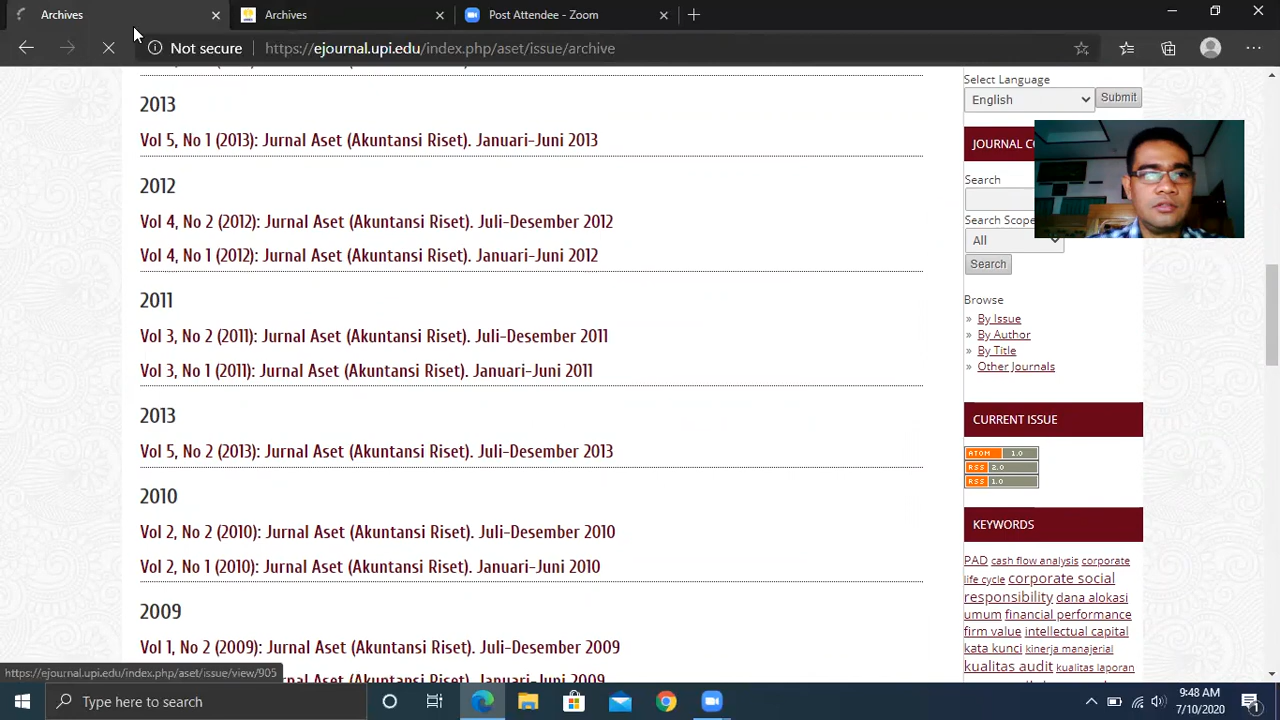 Archives
Archives
Post Attendee - Zoom
Not secure https://ejournal.upi.edu/index.php/aset/issue/archive
2013
Vol 5, No 1 (2013): Jurnal Aset (Akuntansi Riset). Januari-Juni 2013
2012
Vol 4, No 2 (2012): Jurnal Aset (Akuntansi Riset). Juli-Desember 2012
Vol 4, No 1 (2012): Jurnal Aset (Akuntansi Riset). Januari-Juni 2012
2011
Vol 3, No 2 (2011): Jurnal Aset (Akuntansi Riset). Juli-Desember 2011
Vol 3, No 1 (2011): Jurnal Aset (Akuntansi Riset). Januari-Juni 2011
2013
Vol 5, No 2 (2013): Jurnal Aset (Akuntansi Riset). Juli-Desember 2013
2010
Vol 2, No 2 (2010): Jurnal Aset (Akuntansi Riset). Juli-Desember 2010
Vol 2, No 1 (2010): Jurnal Aset (Akuntansi Riset). Januari-Juni 2010
2009
Vol 1, No 2 (2009): Jurnal Aset (Akuntansi Riset). Juli-Desember 2009
rnal Aset (Akuntansi Riset). Januari-Juni 2009
https://ejournal.upi.edu/index.php/aset/issue/view/905
Select Language
English
Submit
JOURNAL CO
Search
Search Scope
All
Search
Browse
» By Issue
» By Author
» By Title
» Other Journals
CURRENT ISSUE
ATOM 1.0
RSS 2.0
RSS 1.0
KEYWORDS
PAD cash flow analysis corporate
life cycle corporate social
responsibility dana alokasi
umum financial performance
firm value intellectual capital
kata kunci kinerja manajerial
kualitas audit kualitas laporan
Type here to search
9:48 AM
7/10/2020
1